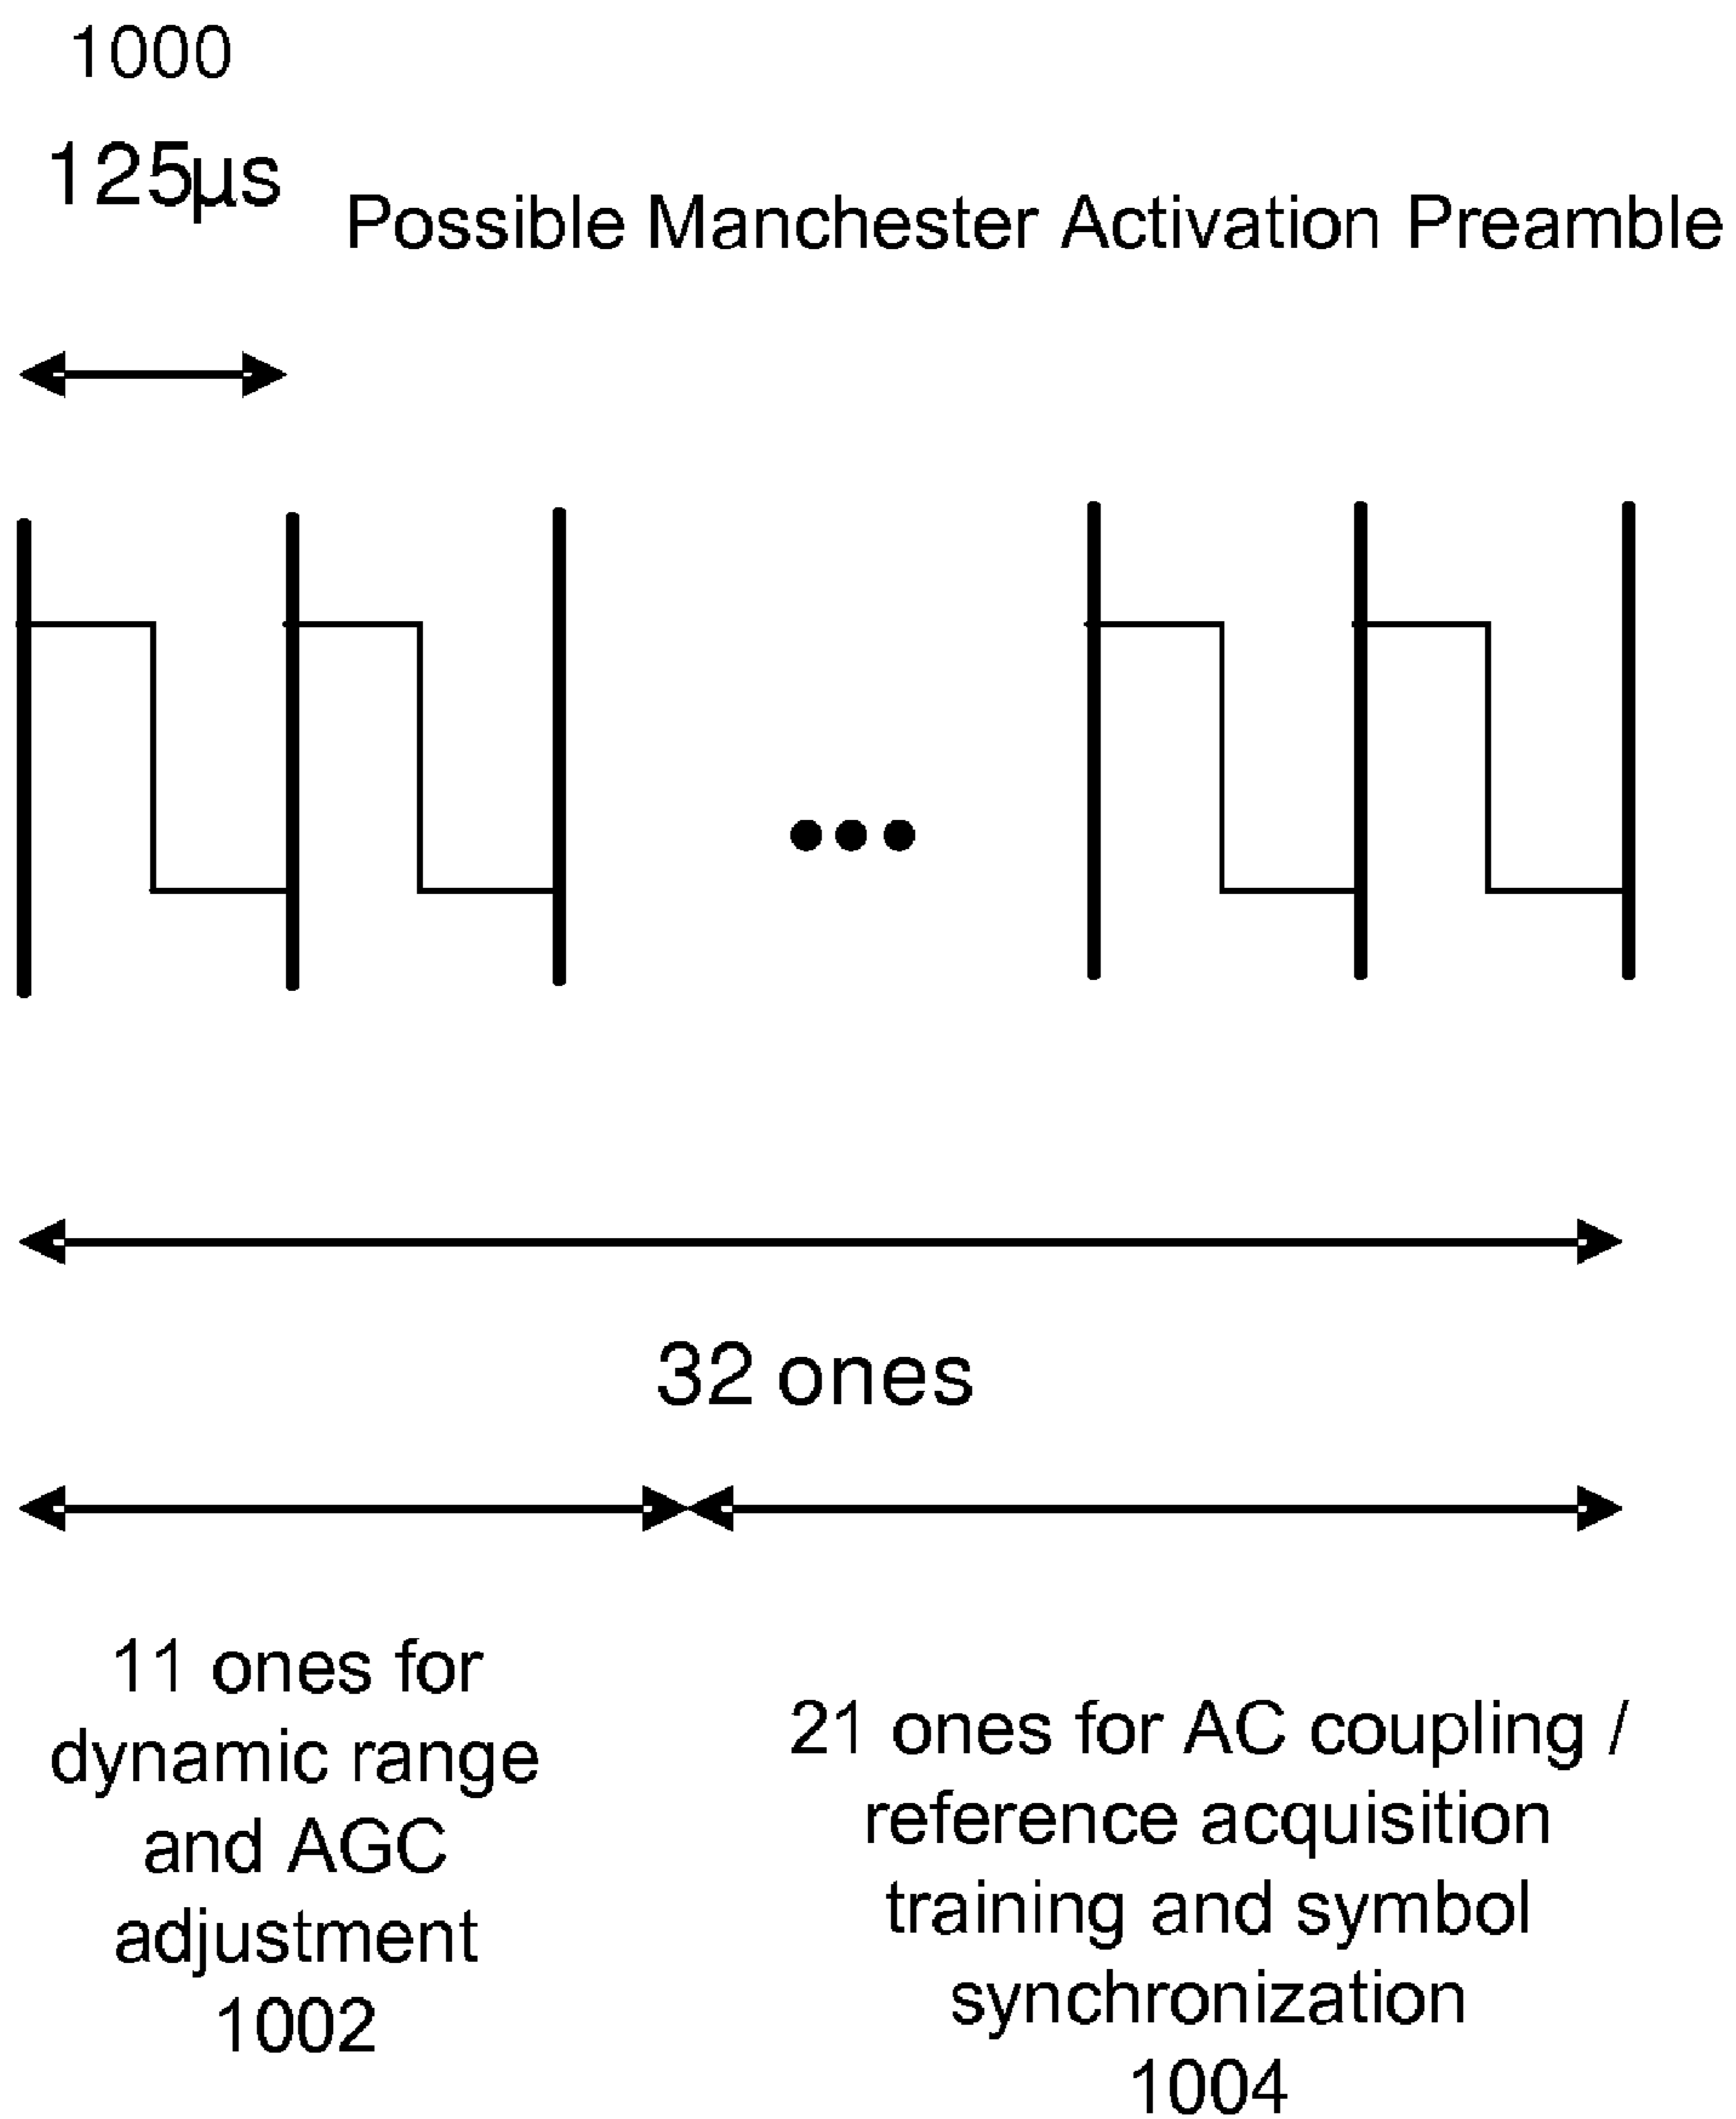 1000
125µs
Possible Manchester Activation Preamble
32 ones
11 ones for
dynamic range
and AGC
adjustment
1002
21 ones for AC coupling /
reference acquisition
training and symbol
synchronization
1004